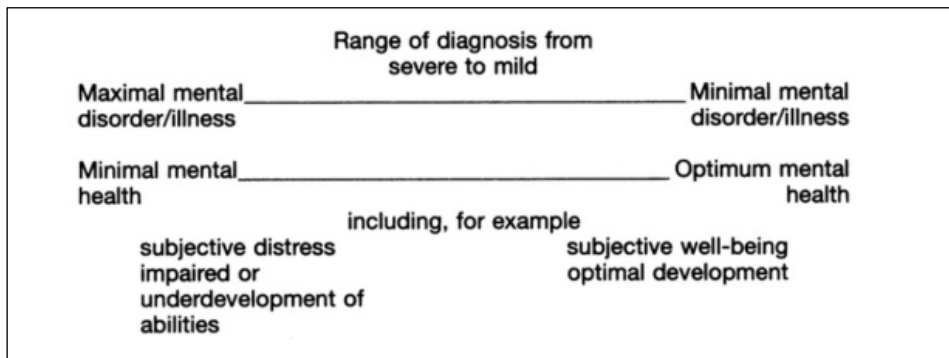 Range of diagnosis from
severe to mild
Maximal mental Minimal mental
disorder/illness disorder/illness
Minimal mental Optimum mental
health health
including, for example
subjective distress subjective well-being
impaired or optimal development
underdevelopment of
abilities